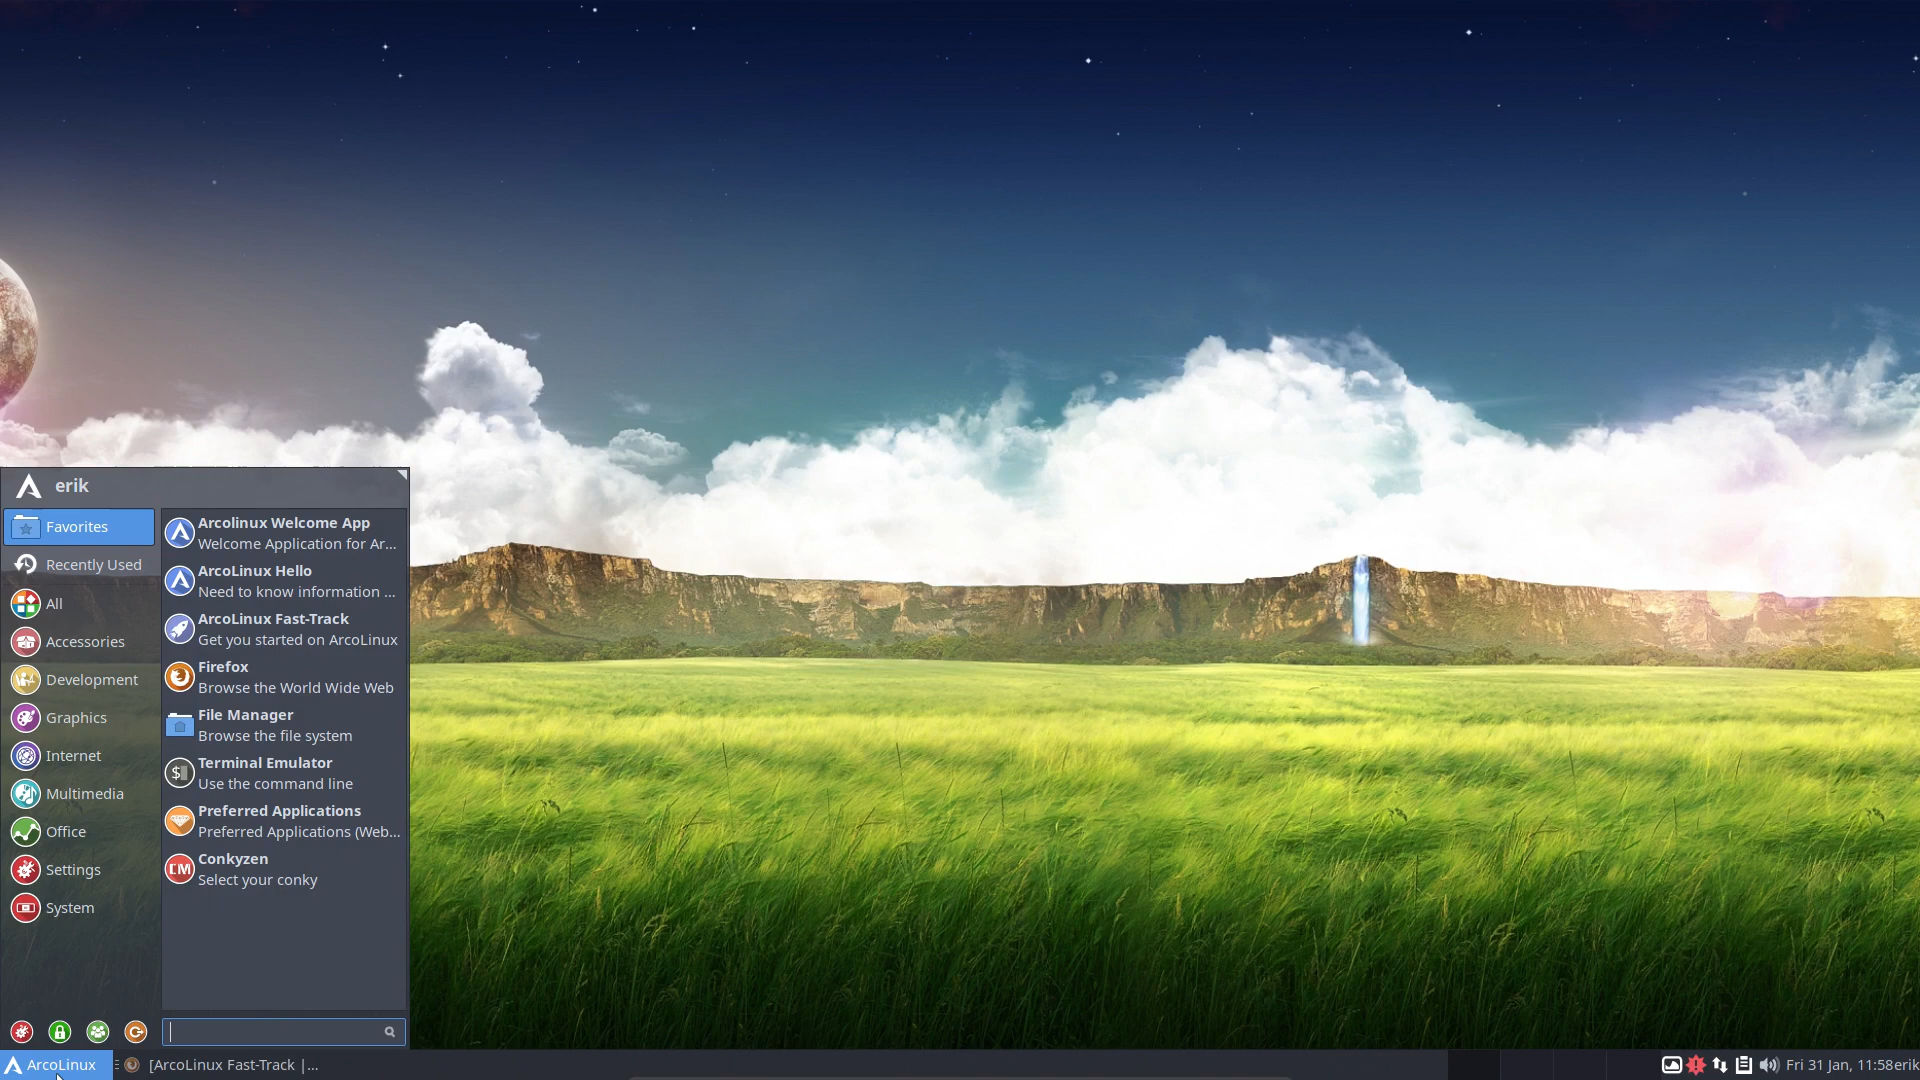 erik
Favorites
Recently Used
All
Accessories
Development
Graphics
Internet
Multimedia
Office
Settings
System
Arcolinux Welcome App
Welcome Application for Ar...
ArcoLinux Hello
Need to know information ...
ArcoLinux Fast-Track
Get you started on ArcoLinux
Firefox
Browse the World Wide Web
File Manager
Browse the file system
Terminal Emulator
Use the command line
Preferred Applications
Preferred Applications (Web...
Conkyzen
Select your conky
ArcoLinux
[ArcoLinux Fast-Track |...
Fri 31 Jan, 11:58erik